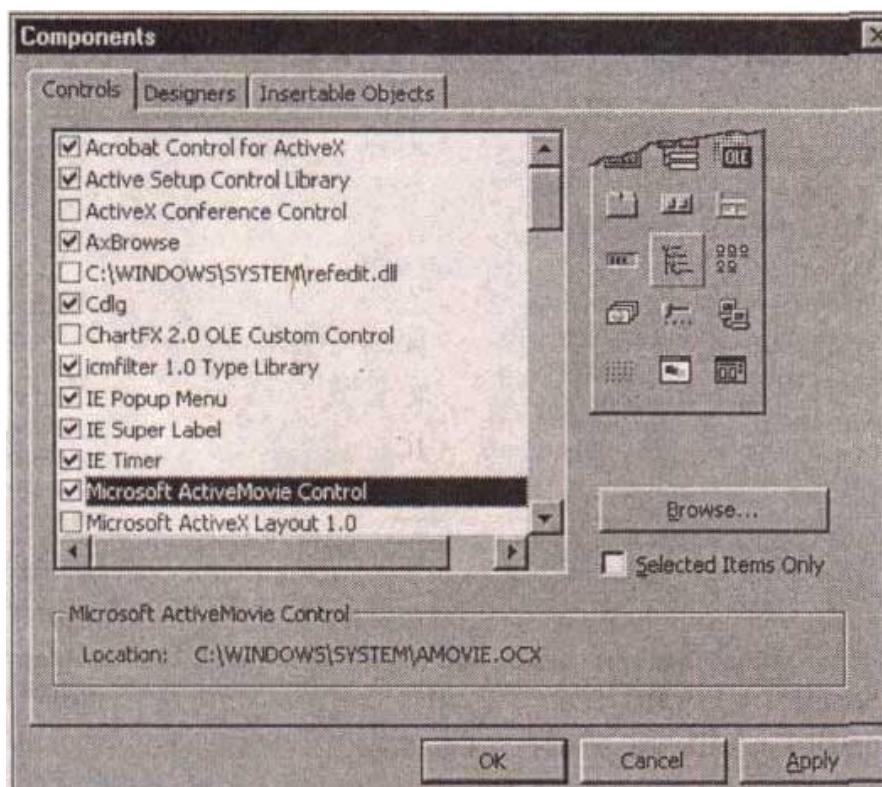 Components
Controls
Designers
Insertable Objects
Acrobat Control for ActiveX
Active Setup Control Library
ActiveX Conference Control
AxBrowse
C:\WINDOWS\SYSTEM\refedit.dll
Cdlg
ChartFX 2.0 OLE Custom Control
icmfilter 1.0 Type Library
IE Popup Menu
IE Super Label
IE Timer
Microsoft ActiveMovie Control
Microsoft ActiveX Layout 1.0
OLE
Browse...
Selected Items Only
Microsoft ActiveMovie Control
Location: C:\WINDOWS\SYSTEM\AMOVIE.OCX
OK
Cancel
Apply